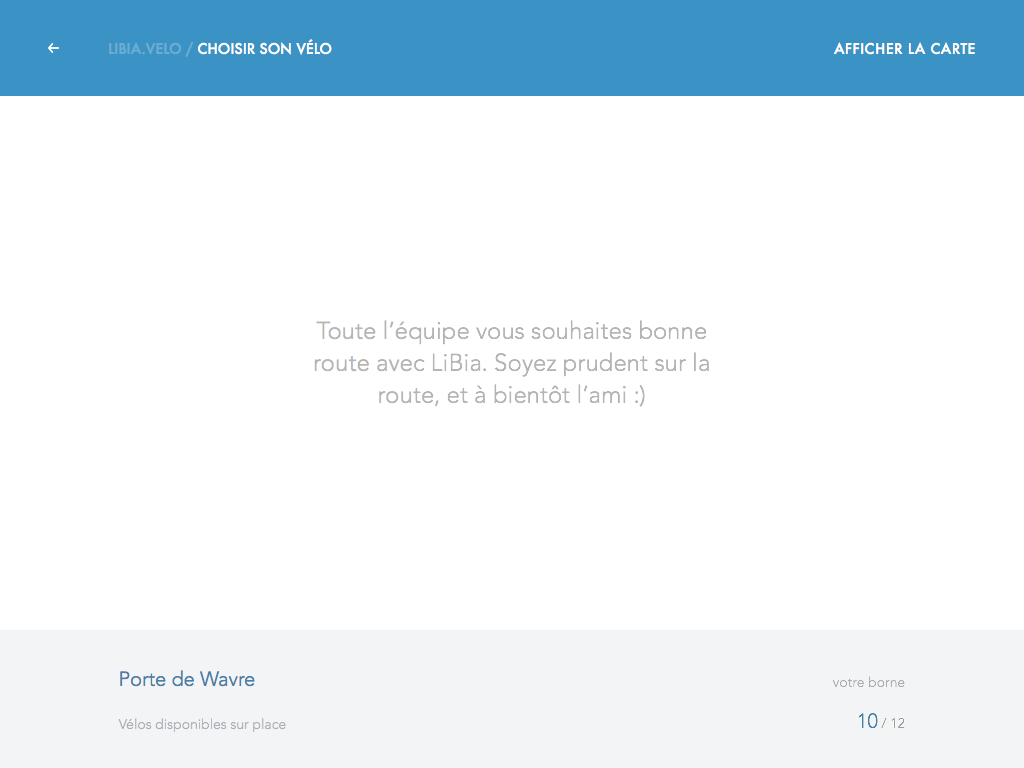 ←
LIBIA.VELO / CHOISIR SON VÉLO
AFFICHER LA CARTE
Toute l’équipe vous souhaites bonne
route avec LiBia. Soyez prudent sur la
route, et à bientôt l’ami :)
Porte de Wavre
votre borne
Vélos disponibles sur place
10 / 12